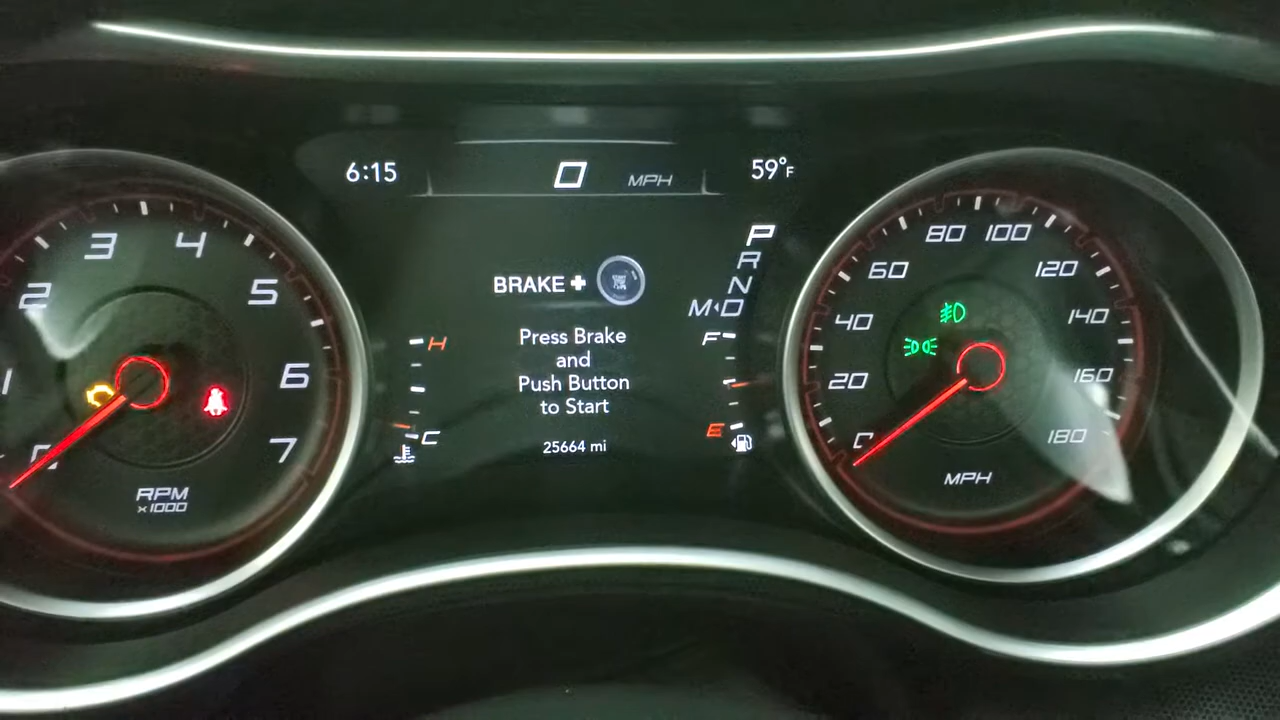 6:15
0 MPH
59°F
BRAKE +
Press Brake
and
Push Button
to Start
25664 mi
H
C
P
R
N
M D
F
E
1
2
3
4
5
6
7
RPM
x1000
0
20
40
60
80
100
120
140
160
180
MPH